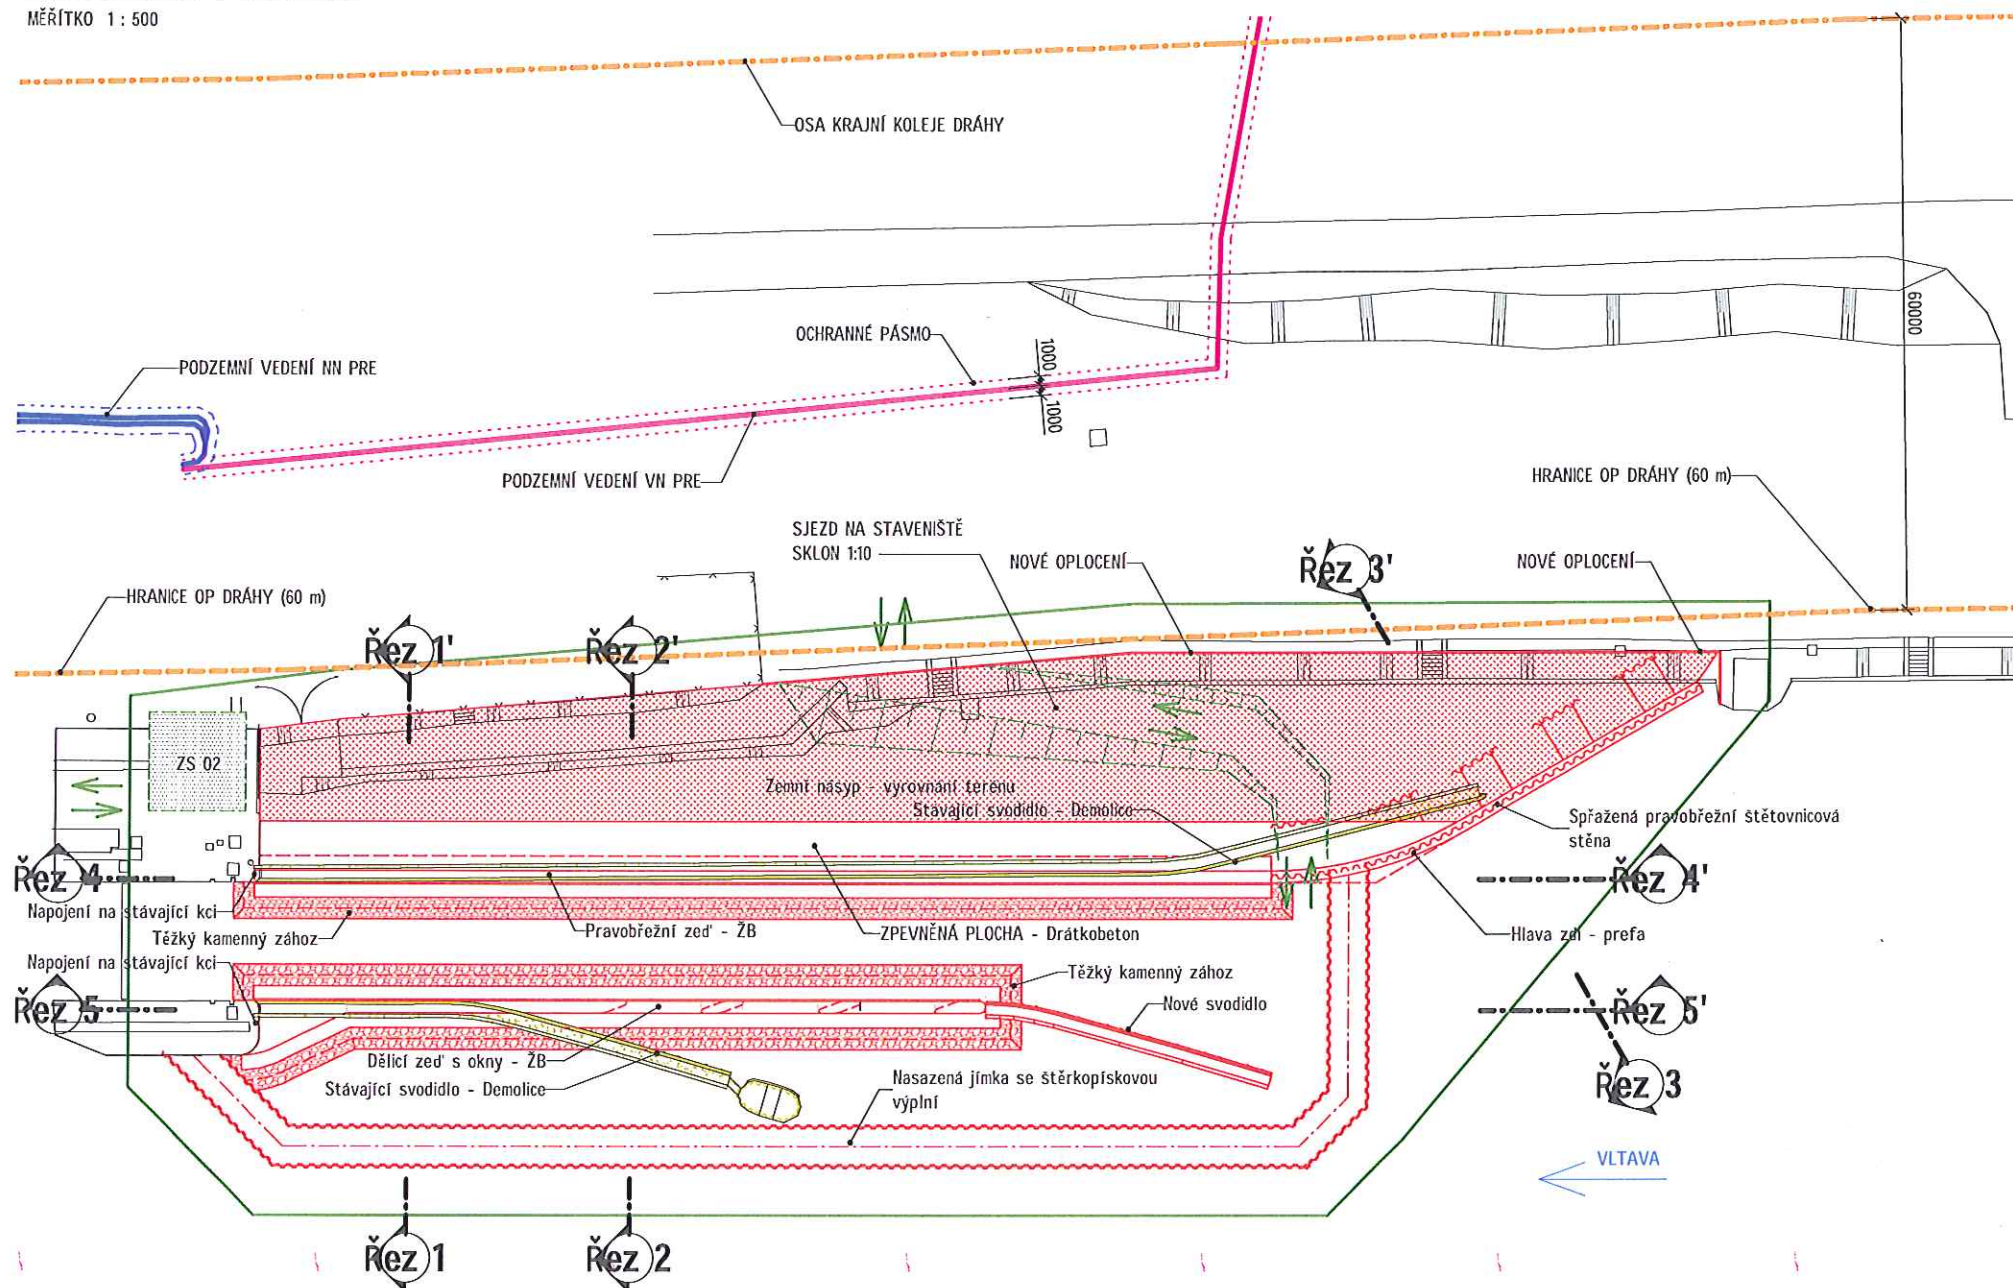 MĚŘÍTKO 1 : 500
OSA KRAJNÍ KOLEJE DRÁHY
60000
OCHRANNÉ PÁSMO
1000
1000
PODZEMNÍ VEDENÍ NN PRE
PODZEMNÍ VEDENÍ VN PRE
HRANICE OP DRÁHY (60 m)
SJEZD NA STAVENIŠTĚ
SKLON 1:10
NOVÉ OPLOCENÍ
Řez 3'
NOVÉ OPLOCENÍ
HRANICE OP DRÁHY (60 m)
Řez 1'
Řez 2'
ZS 02
Zemní násyp - vyrovnání terénu
Stávající svodidlo - Demolice
Spřažená pravobřežní štětovnicová
stěna
Řez 4
Řez 4'
Napojení na stávající kci
Těžký kamenný zához
Pravobřežní zeď - ŽB
ZPEVNĚNÁ PLOCHA - Drátkobeton
Hlava zdi - prefa
Napojení na stávající kci
Těžký kamenný zához
Řez 5
Nové svodidlo
Řez 5'
Dělicí zeď s okny - ŽB
Stávající svodidlo - Demolice
Nasazená jímka se štěrkopískovou
výplní
Řez 3
VLTAVA
Řez 1
Řez 2